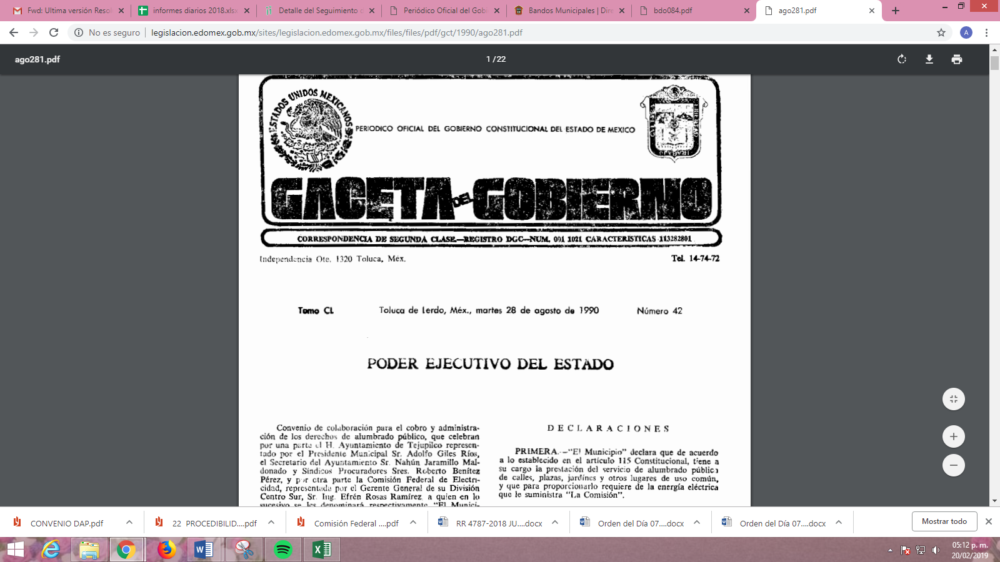 Fwd: Ultima versión Resol
informes diarios 2018.xlsx
Detalle del Seguimiento d
Periódico Oficial del Gobi
Bandos Municipales | Dire
bdo084.pdf
ago281.pdf
No es seguro
legislacion.edomex.gob.mx/sites/legislacion.edomex.gob.mx/files/files/pdf/gct/1990/ago281.pdf
A
ago281.pdf
1 / 22
ESTADOS UNIDOS MEXICANOS
PERIODICO OFICIAL DEL GOBIERNO CONSTITUCIONAL DEL ESTADO DE MEXICO
GACETA DEL GOBIERNO
CORRESPONDENCIA DE SEGUNDA CLASE.—REGISTRO DGC—NUM. 001 1021 CARACTERISTICAS 113282801
Independencia Ote. 1320 Toluca, Méx.
Tel. 14-74-72
Tomo CL
Toluca de Lerdo, Méx., martes 28 de agosto de 1990
Número 42
PODER EJECUTIVO DEL ESTADO
Convenio de colaboración para el cobro y administra-
ción de los derechos de alumbrado público, que celebran
por una parte el H. Ayuntamiento de Tejupilco represen-
tado por el Presidente Municipal Sr. Adolfo Giles Ríos,
el Secretario del Ayuntamiento Sr. Nahún Jaramillo Mal-
donado y Síndicos Procuradores Sres. Roberto Benítez
Pérez, y por otra parte la Comisión Federal de Electri-
cidad, representada por el Gerente General de su División
Centro Sur, Sr. Ing. Efrén Rosas Ramírez a quien en lo
sucesivo se les denominará respectivamente "El Munici-
DECLARACIONES
PRIMERA.—"El Municipio" declara que de acuerdo
a lo establecido en el artículo 115 Constitucional, tiene a
su cargo la prestación del servicio de alumbrado público
de calles, plazas, jardines y otros lugares de uso común,
y que para proporcionarlo requiere de la energía eléctrica
que le suministra "La Comisión".
CONVENIO DAP.pdf
22 PROCEDIBILID....pdf
Comisión Federal ....pdf
RR 4787-2018 JU....docx
Orden del Día 07....docx
Orden del Día 07....docx
Mostrar todo
05:12 p. m.
20/02/2019